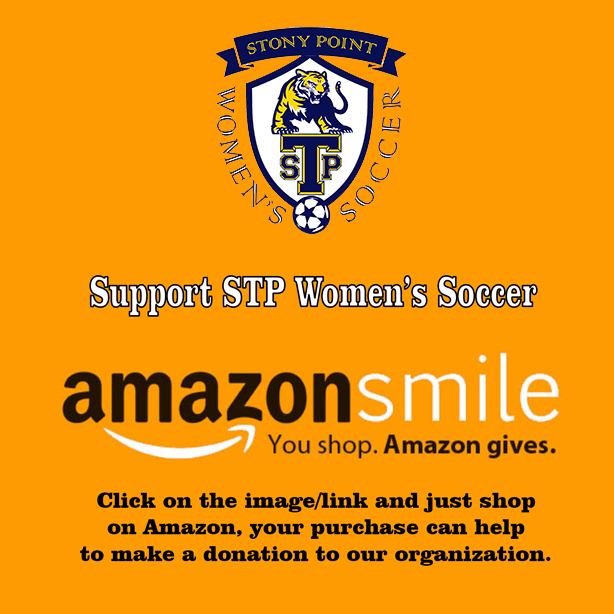 STONY POINT
WOMEN'S SOCCER
STP
Support STP Women's Soccer
amazonsmile
You shop. Amazon gives.
Click on the image/link and just shop
on Amazon, your purchase can help
to make a donation to our organization.